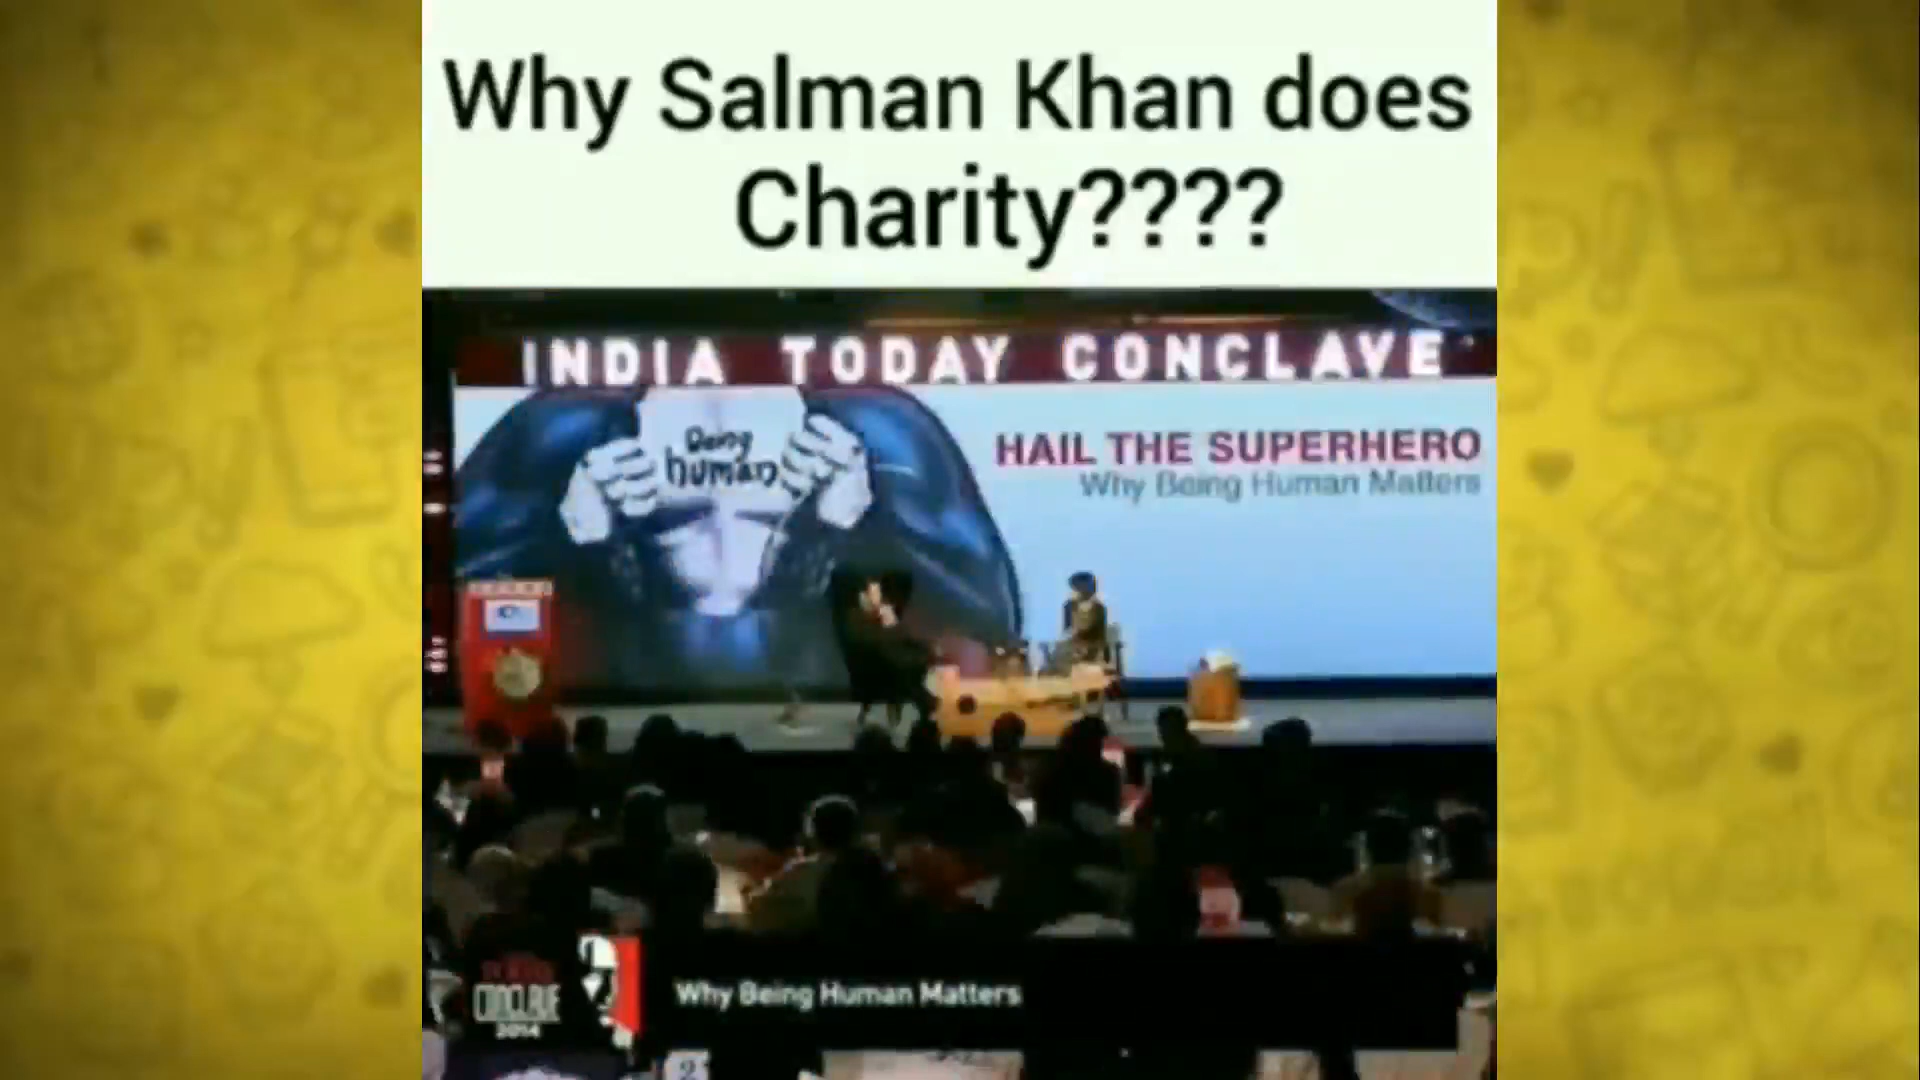 Why Salman Khan does
Charity????
INDIA TODAY CONCLAVE
Being
human
HAIL THE SUPERHERO
Why Being Human Matters
CONCLAVE
2014
Why Being Human Matters
2